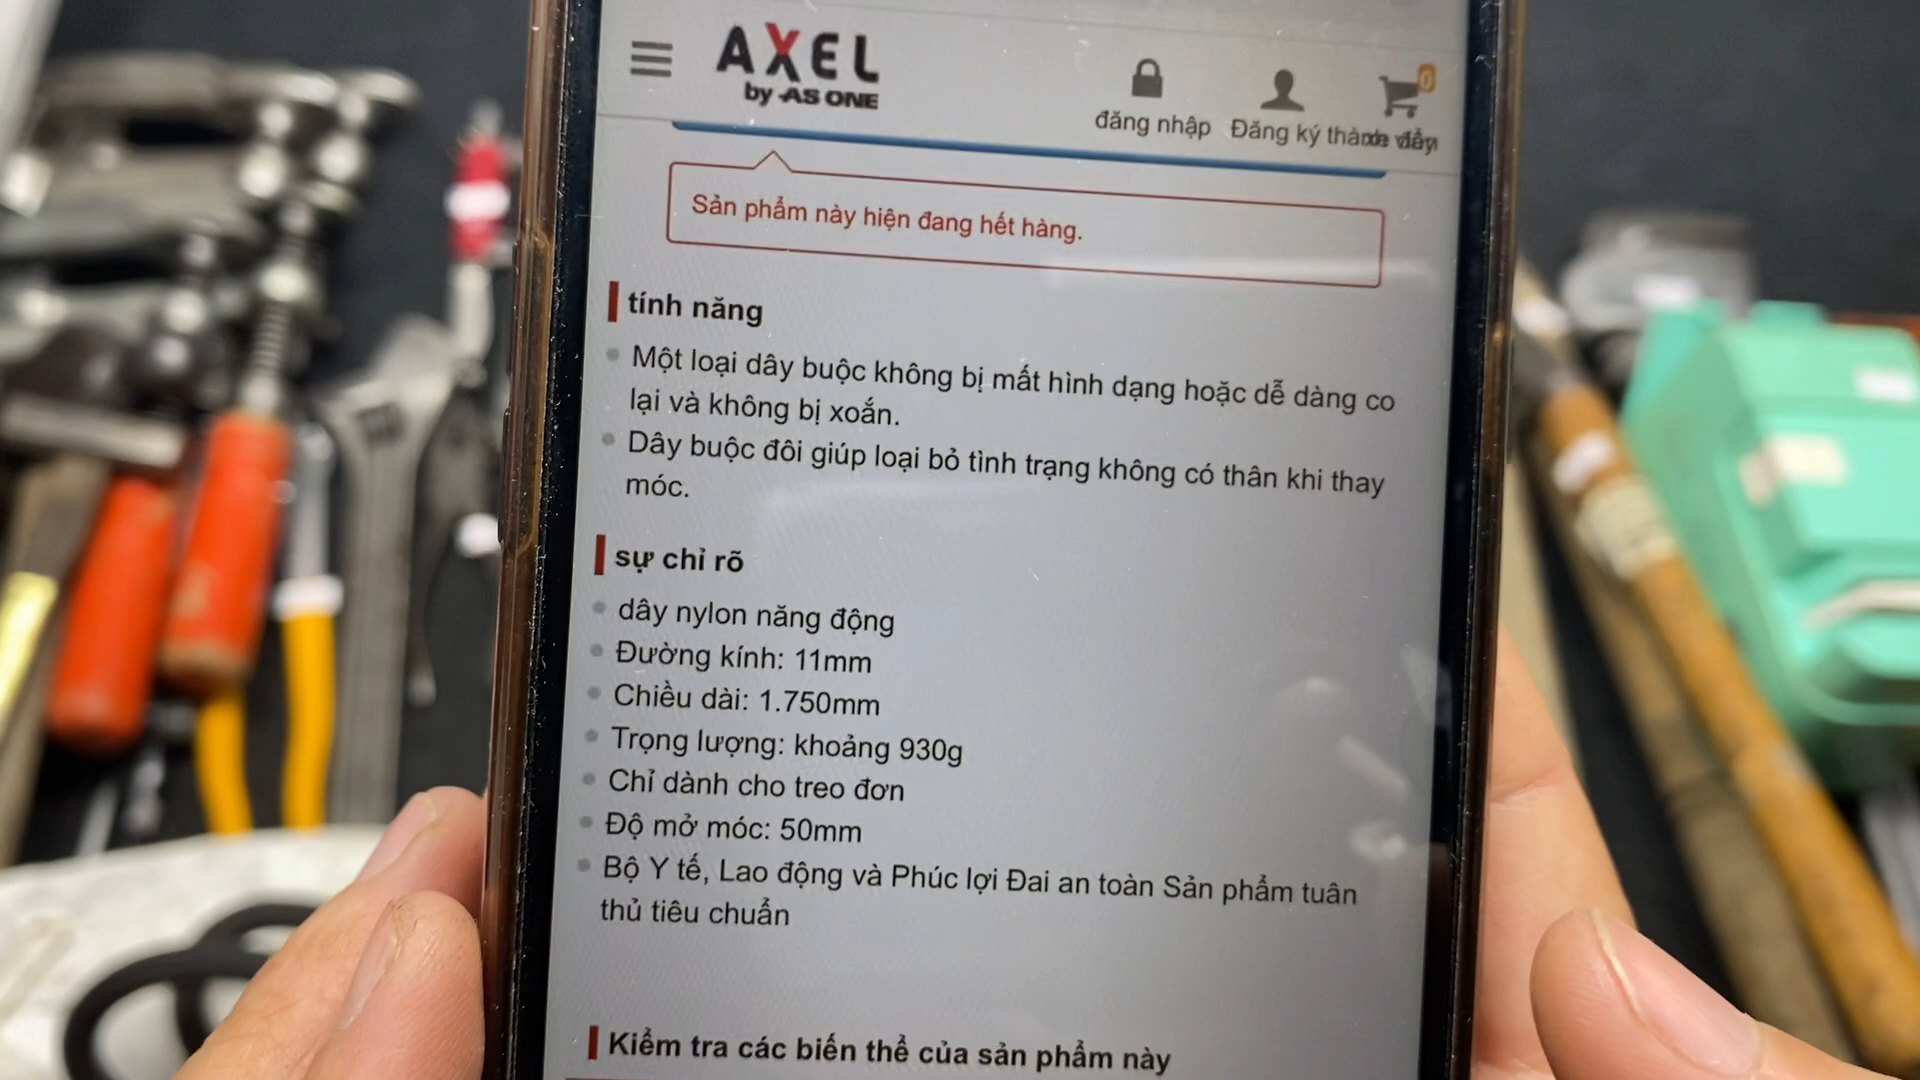 AXEL
by AS ONE
0
đăng nhập
Đăng ký thành
Sản phẩm này hiện đang hết hàng.
tính năng
Một loại dây buộc không bị mất hình dạng hoặc dễ dàng co
lại và không bị xoắn.
Dây buộc đôi giúp loại bỏ tình trạng không có thân khi thay
móc.
sự chỉ rõ
dây nylon năng động
Đường kính: 11mm
Chiều dài: 1.750mm
Trọng lượng: khoảng 930g
Chỉ dành cho treo đơn
Độ mở móc: 50mm
Bộ Y tế, Lao động và Phúc lợi Đai an toàn Sản phẩm tuân
thủ tiêu chuẩn
Kiểm tra các biến thể của sản phẩm này